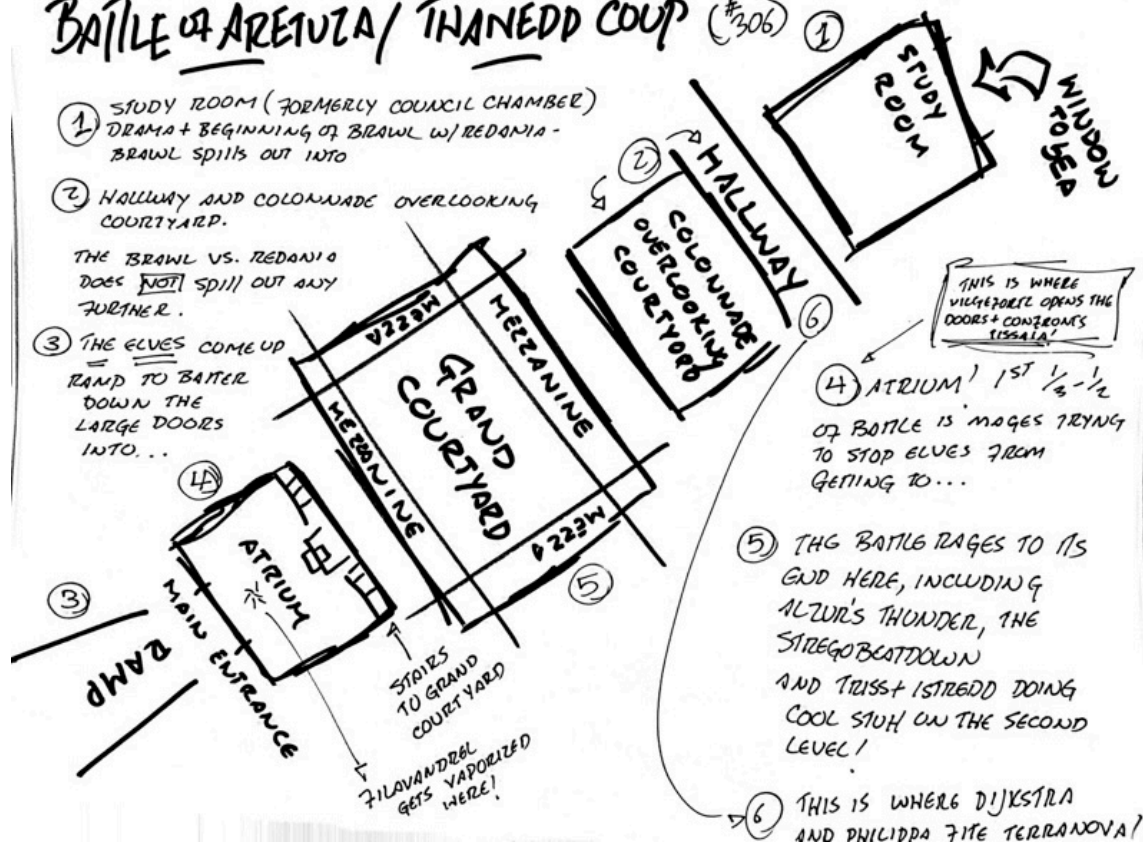 BATTLE OF ARETUZA/ THANEDD COUP (#306)
① STUDY ROOM (FORMERLY COUNCIL CHAMBER)
DRAMA + BEGINNING OF BRAWL W/REDANIA -
BRAWL SPILLS OUT INTO
② HALLWAY AND COLONNADE OVERLOOKING
COURTYARD.
THE BRAWL VS. REDANIA
DOES NOT SPILL OUT ANY
FURTHER.
③ THE ELVES COME UP
RAMP TO BATTER
DOWN THE
LARGE DOORS
INTO...
①
STUDY
ROOM
WINDOW
TO SEA
②
HALLWAY
COLONNADE
OVERLOOKING
COURTYARD
⑥
MEZZA
MEZZANINE
GRAND
COURTYARD
MEZZANINE
MEZZA
⑤
④
ATRIUM
③
RAMP
MAIN ENTRANCE
STAIRS
TO GRAND
COURTYARD
FILAVANDREL
GETS VAPORIZED
HERE!
THIS IS WHERE
VILGEFORTZ OPENS THE
DOORS + CONFRONTS
TISSAIA!
④ ATRIUM! 1ST 1/3-1/2
OF BATTLE IS MAGES TRYNG
TO STOP ELVES FROM
GETTING TO...
⑤ THE BATTLE RAGES TO ITS
END HERE, INCLUDING
ALZUR'S THUNDER, THE
STREGOBEATDOWN
AND TRISS + ISTREDD DOING
COOL STUFF ON THE SECOND
LEVEL!
⑥ THIS IS WHERE DIJKSTRA
AND PHILIPPA FITE TERRANOVA!